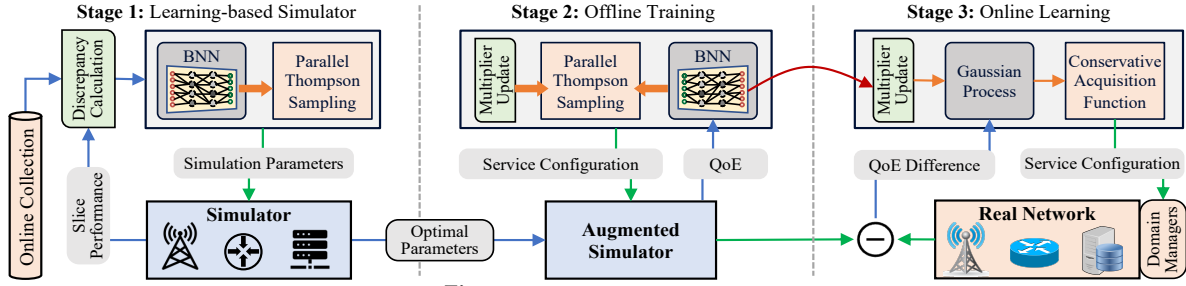 Stage 1: Learning-based Simulator
Online Collection
Discrepancy
Calculation
BNN
Parallel
Thompson
Sampling
Simulation Parameters
Slice
Performance
Simulator
Optimal
Parameters
Stage 2: Offline Training
Multiplier
Update
Parallel
Thompson
Sampling
BNN
Service Configuration
QoE
Augmented
Simulator
Stage 3: Online Learning
Multiplier
Update
Gaussian
Process
Conservative
Acquisition
Function
QoE Difference
Service Configuration
Real Network
Domain
Managers